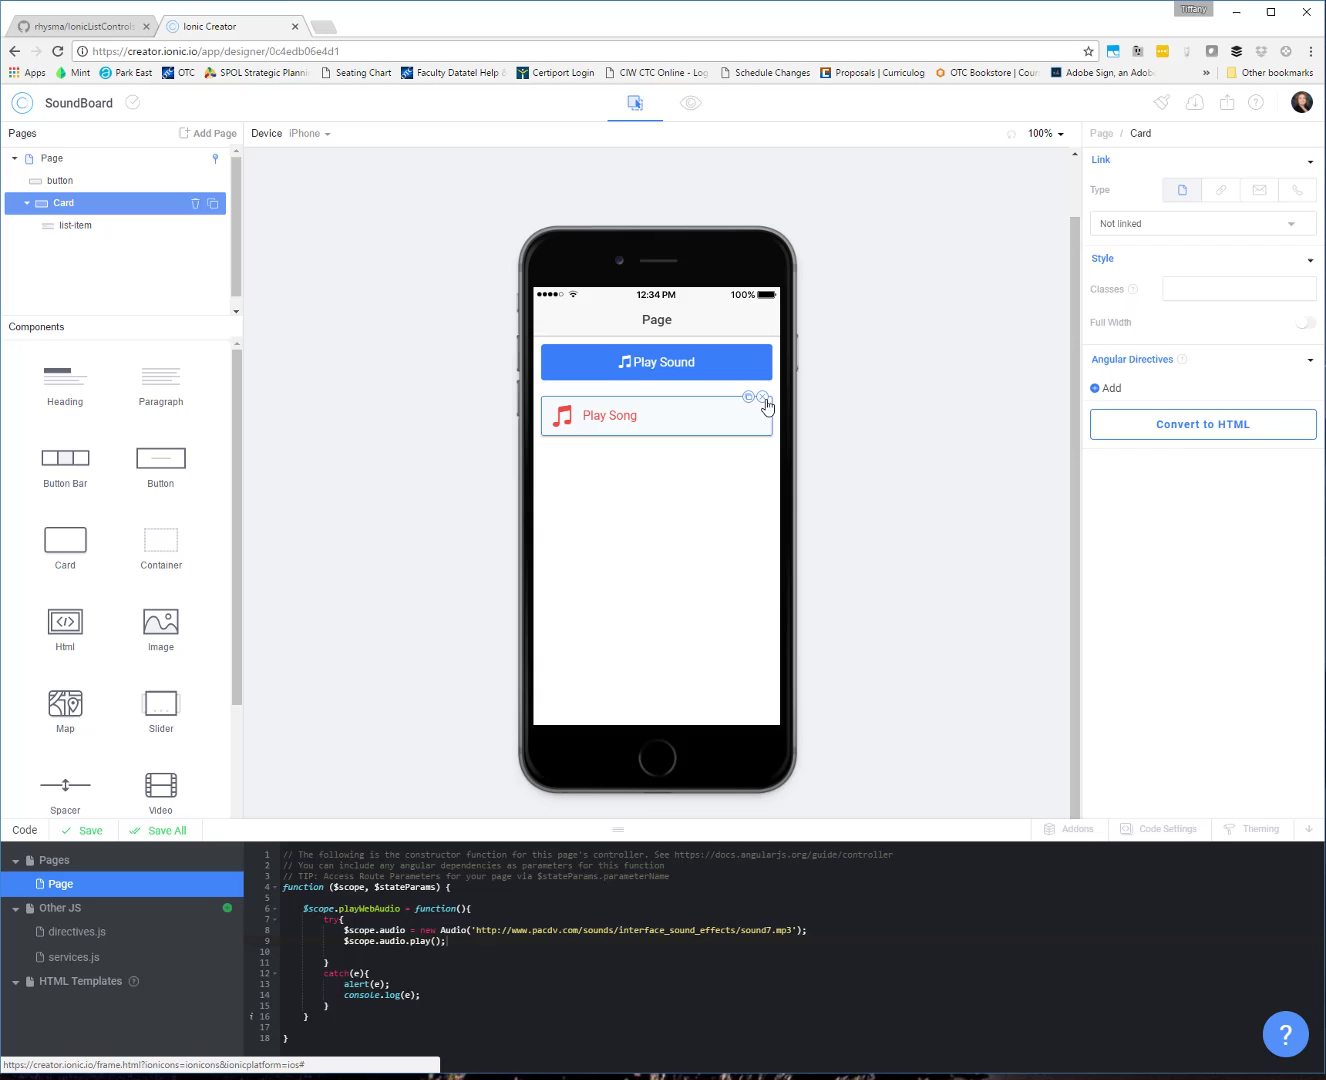 Tiffany
rhysma/IonicListControls
Ionic Creator
https://creator.ionic.io/app/designer/0c4edb06e4d1
Apps Mint Park East OTC SPOL Strategic Planni Seating Chart Faculty Datatel Help & Certiport Login CIW CTC Online - Log Schedule Changes Proposals | Curriculog OTC Bookstore | Cour Adobe Sign, an Adob » Other bookmarks
SoundBoard
Pages
Add Page
Device iPhone
100%
Page / Card
Page
button
Card
list-item
Link
Type
Not linked
Style
Classes ?
Full Width
Angular Directives ?
Add
Convert to HTML
12:34 PM
100%
Page
Play Sound
Play Song
Components
Heading
Paragraph
Button Bar
Button
Card
Container
Html
Image
Map
Slider
Spacer
Video
Code Save Save All
Addons Code Settings Theming
Pages
Page
Other JS
directives.js
services.js
HTML Templates ?
1 // The following is the constructor function for this page's controller. See https://docs.angularjs.org/guide/controller
2 // You can include any angular dependencies as parameters for this function
3 // TIP: Access Route Parameters for your page via $stateParams.parameterName
4 function ($scope, $stateParams) {
5
6 $scope.playWebAudio = function(){
7 try{
8 $scope.audio = new Audio('http://www.pacdv.com/sounds/interface_sound_effects/sound7.mp3');
9 $scope.audio.play();
10
11 }
12 catch(e){
13 alert(e);
14 console.log(e);
15 }
i 16 }
17
18 }
?
https://creator.ionic.io/frame.html?ionicons=ionicons&ionicplatform=ios#